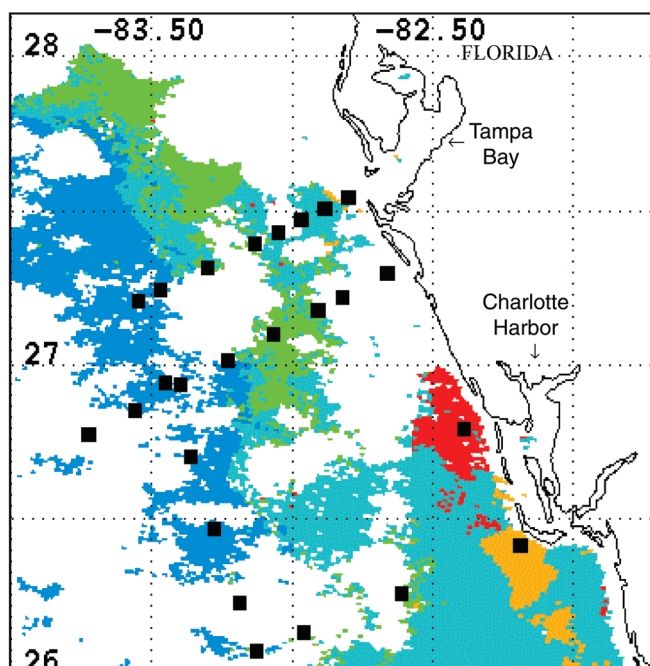 −83.50
−82.50
28
FLORIDA
←Tampa
Bay
Charlotte
Harbor
↓
27
26